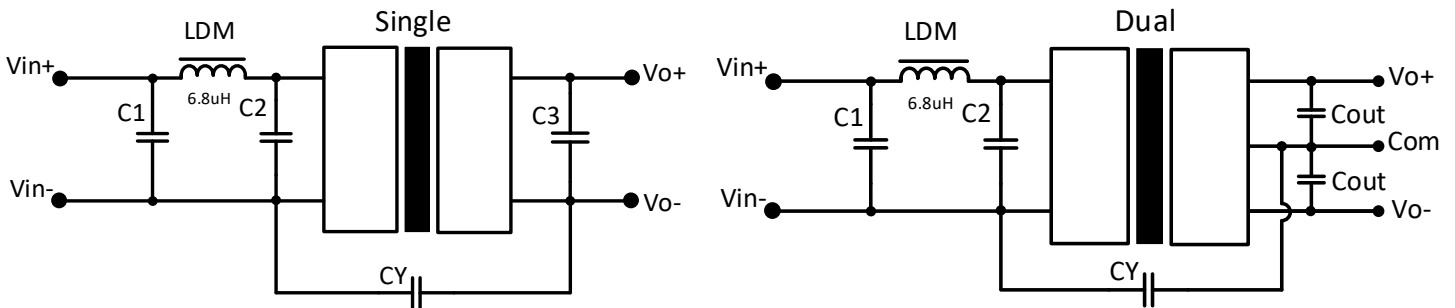 Single
LDM
Vin+
6.8uH
Vo+
C1
C2
C3
Vin-
Vo-
CY
Dual
LDM
Vin+
6.8uH
Vo+
C1
C2
Cout
Com
Cout
Vin-
Vo-
CY